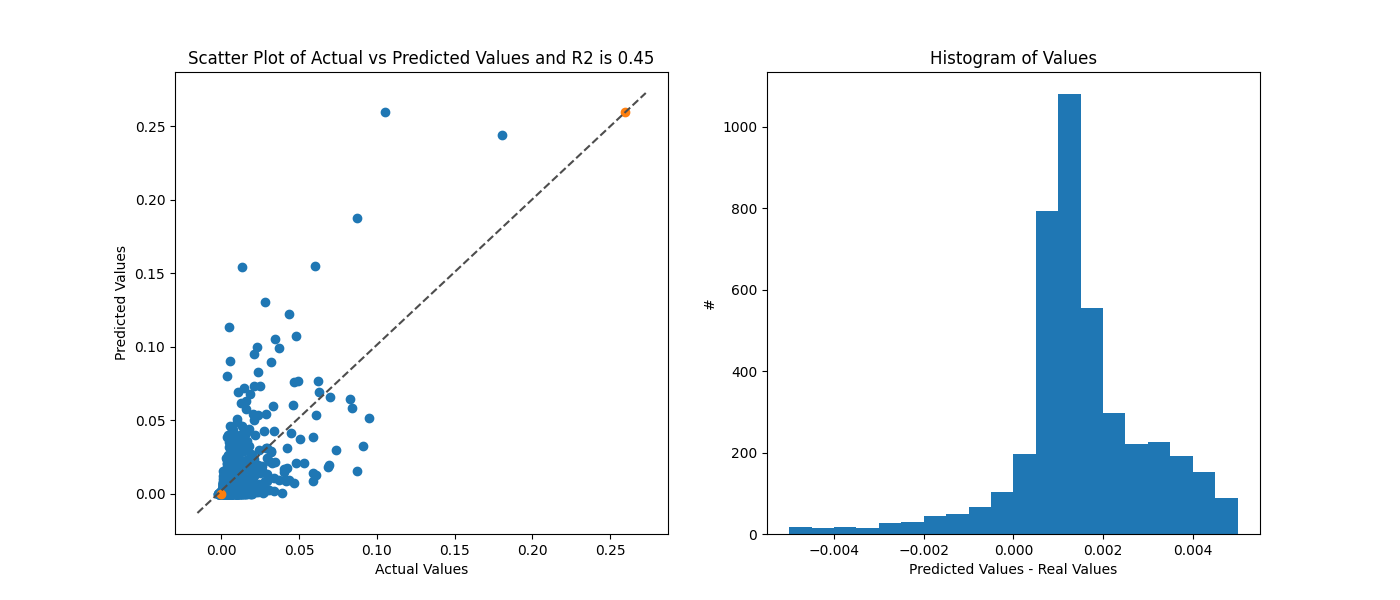 Scatter Plot of Actual vs Predicted Values and R2 is 0.45
Predicted Values
0.25
0.20
0.15
0.10
0.05
0.00
0.00 0.05 0.10 0.15 0.20 0.25
Actual Values
Histogram of Values
#
1000
800
600
400
200
0
−0.004 −0.002 0.000 0.002 0.004
Predicted Values - Real Values